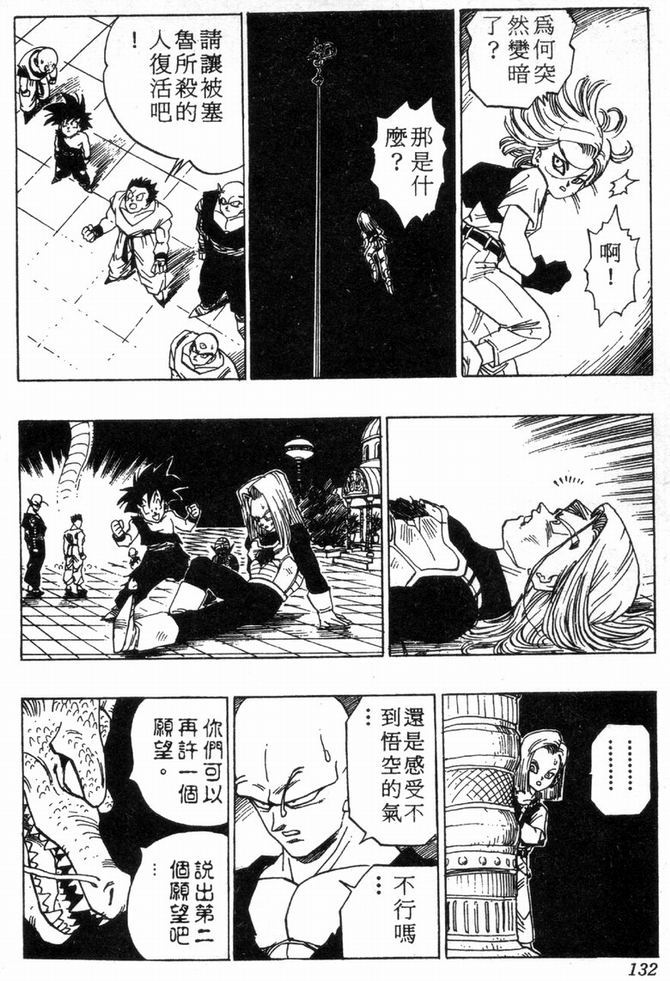 為何突
然變暗
了？
啊！
那是什
麼？
請讓被塞
魯所殺的
人復活吧
！
⋯⋯⋯
還是感受不
到悟空的氣
⋯
不行嗎
⋯
你們可以
再許一個
願望。
⋯
說出第二
個願望吧
132